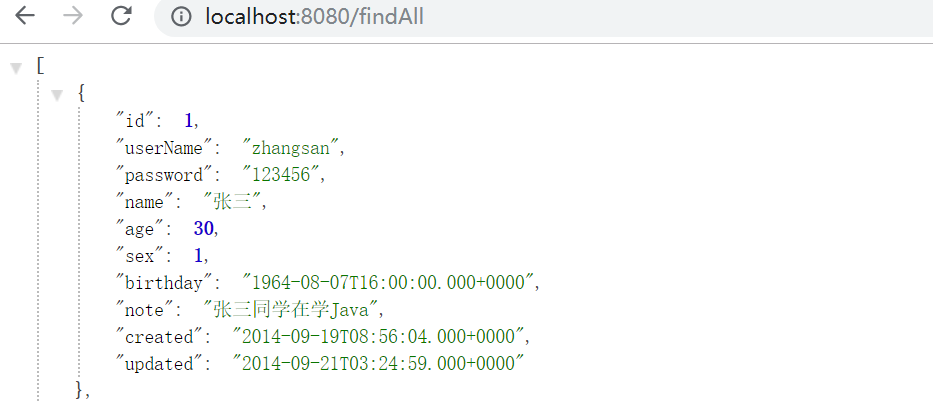 localhost:8080/findAll
[
{
"id": 1,
"userName": "zhangsan",
"password": "123456",
"name": "张三",
"age": 30,
"sex": 1,
"birthday": "1964-08-07T16:00:00.000+0000",
"note": "张三同学在学Java",
"created": "2014-09-19T08:56:04.000+0000",
"updated": "2014-09-21T03:24:59.000+0000"
},